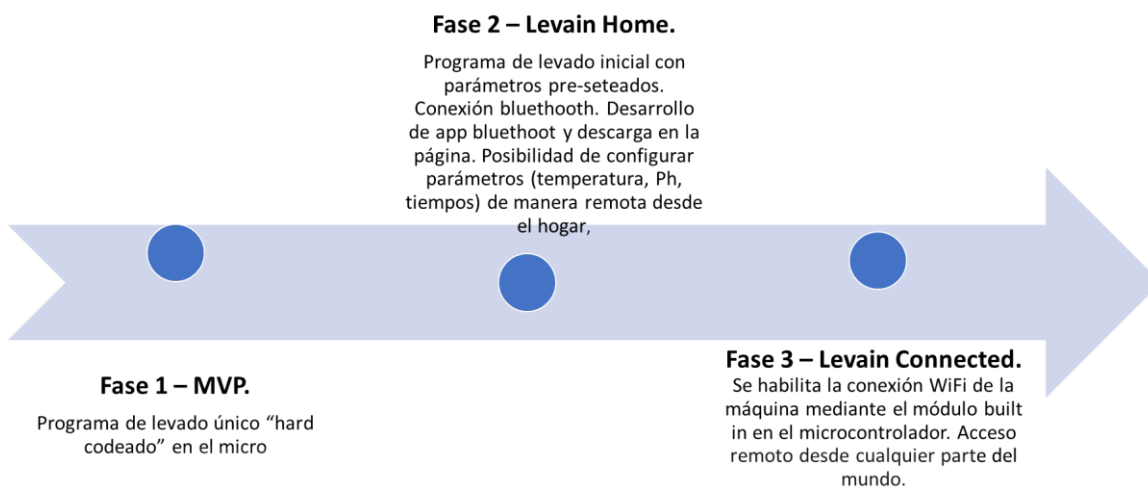 Fase 2 – Levain Home.
Programa de levado inicial con
parámetros pre-seteados.
Conexión bluethooth. Desarrollo
de app bluethoot y descarga en la
página. Posibilidad de configurar
parámetros (temperatura, Ph,
tiempos) de manera remota desde
el hogar,
Fase 1 – MVP.
Programa de levado único “hard
codeado” en el micro
Fase 3 – Levain Connected.
Se habilita la conexión WiFi de la
máquina mediante el módulo built
in en el microcontrolador. Acceso
remoto desde cualquier parte del
mundo.